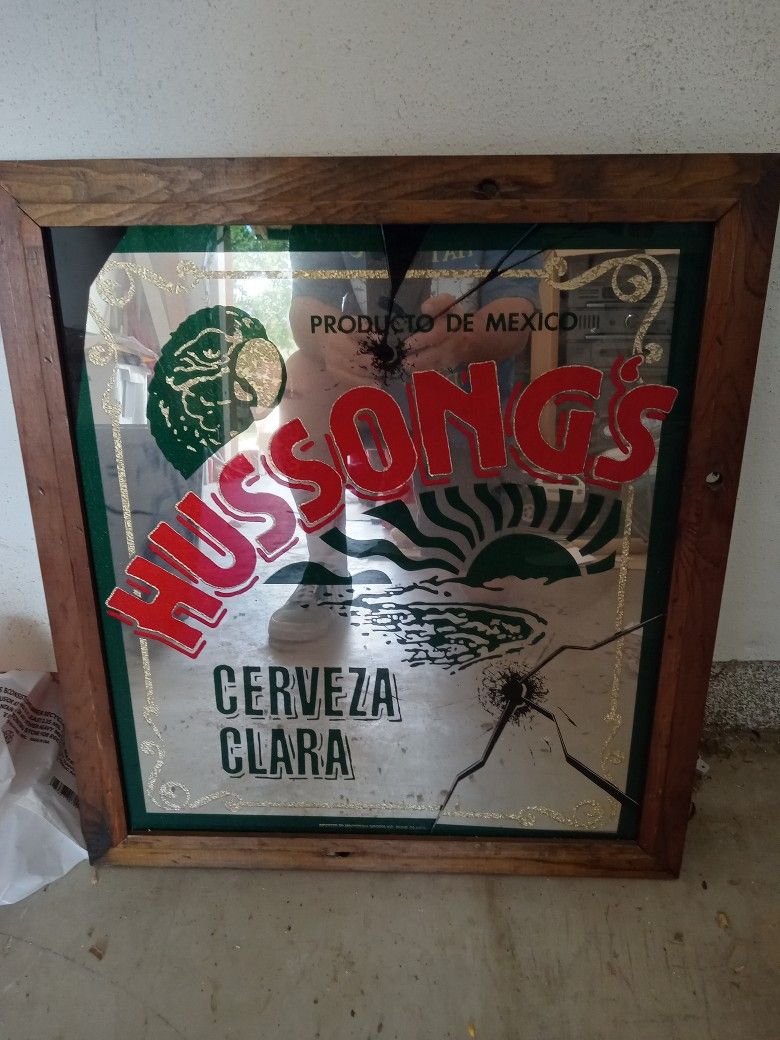 PRODUCTO DE MEXICO
HUSSONG'S
CERVEZA
CLARA